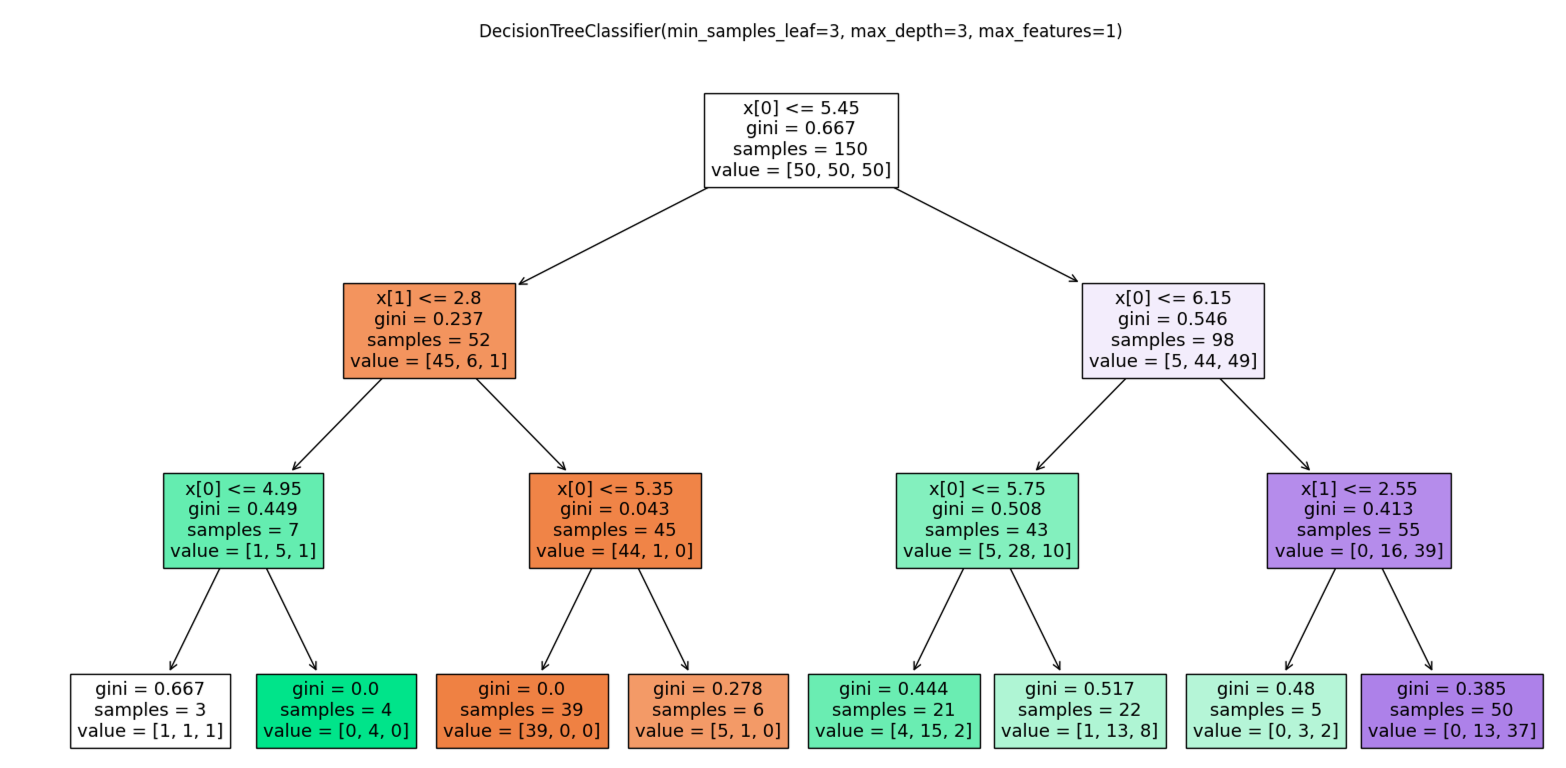 DecisionTreeClassifier(min_samples_leaf=3, max_depth=3, max_features=1)
x[0] <= 5.45
gini = 0.667
samples = 150
value = [50, 50, 50]
x[1] <= 2.8
gini = 0.237
samples = 52
value = [45, 6, 1]
x[0] <= 6.15
gini = 0.546
samples = 98
value = [5, 44, 49]
x[0] <= 4.95
gini = 0.449
samples = 7
value = [1, 5, 1]
x[0] <= 5.35
gini = 0.043
samples = 45
value = [44, 1, 0]
x[0] <= 5.75
gini = 0.508
samples = 43
value = [5, 28, 10]
x[1] <= 2.55
gini = 0.413
samples = 55
value = [0, 16, 39]
gini = 0.667
samples = 3
value = [1, 1, 1]
gini = 0.0
samples = 4
value = [0, 4, 0]
gini = 0.0
samples = 39
value = [39, 0, 0]
gini = 0.278
samples = 6
value = [5, 1, 0]
gini = 0.444
samples = 21
value = [4, 15, 2]
gini = 0.517
samples = 22
value = [1, 13, 8]
gini = 0.48
samples = 5
value = [0, 3, 2]
gini = 0.385
samples = 50
value = [0, 13, 37]